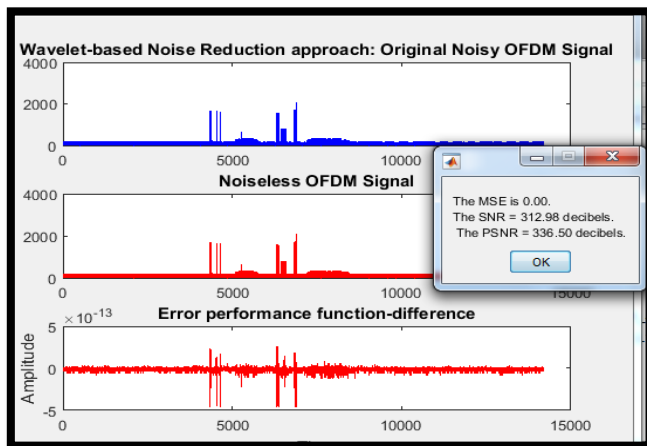 Wavelet-based Noise Reduction approach: Original Noisy OFDM Signal
4000
2000
0
0 5000 10000
Noiseless OFDM Signal
4000
2000
0
0 5000 10000 15000
The MSE is 0.00.
The SNR = 312.98 decibels.
The PSNR = 336.50 decibels.
OK
Error performance function-difference
×10^-13
5
0
-5
Amplitude
0 5000 10000 15000